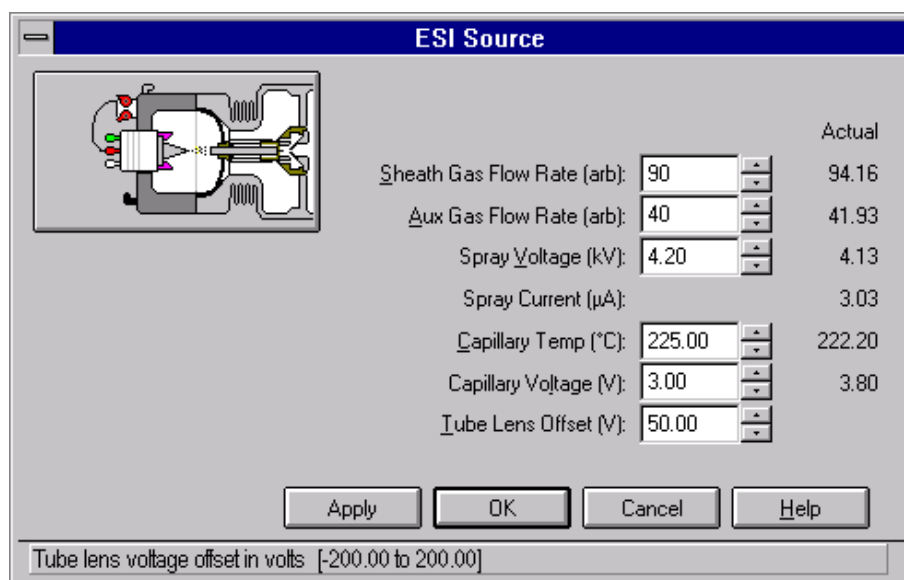 ESI Source
Actual
Sheath Gas Flow Rate (arb): 90 94.16
Aux Gas Flow Rate (arb): 40 41.93
Spray Voltage (kV): 4.20 4.13
Spray Current (µA): 3.03
Capillary Temp (°C): 225.00 222.20
Capillary Voltage (V): 3.00 3.80
Tube Lens Offset (V): 50.00
Apply OK Cancel Help
Tube lens voltage offset in volts [-200.00 to 200.00]